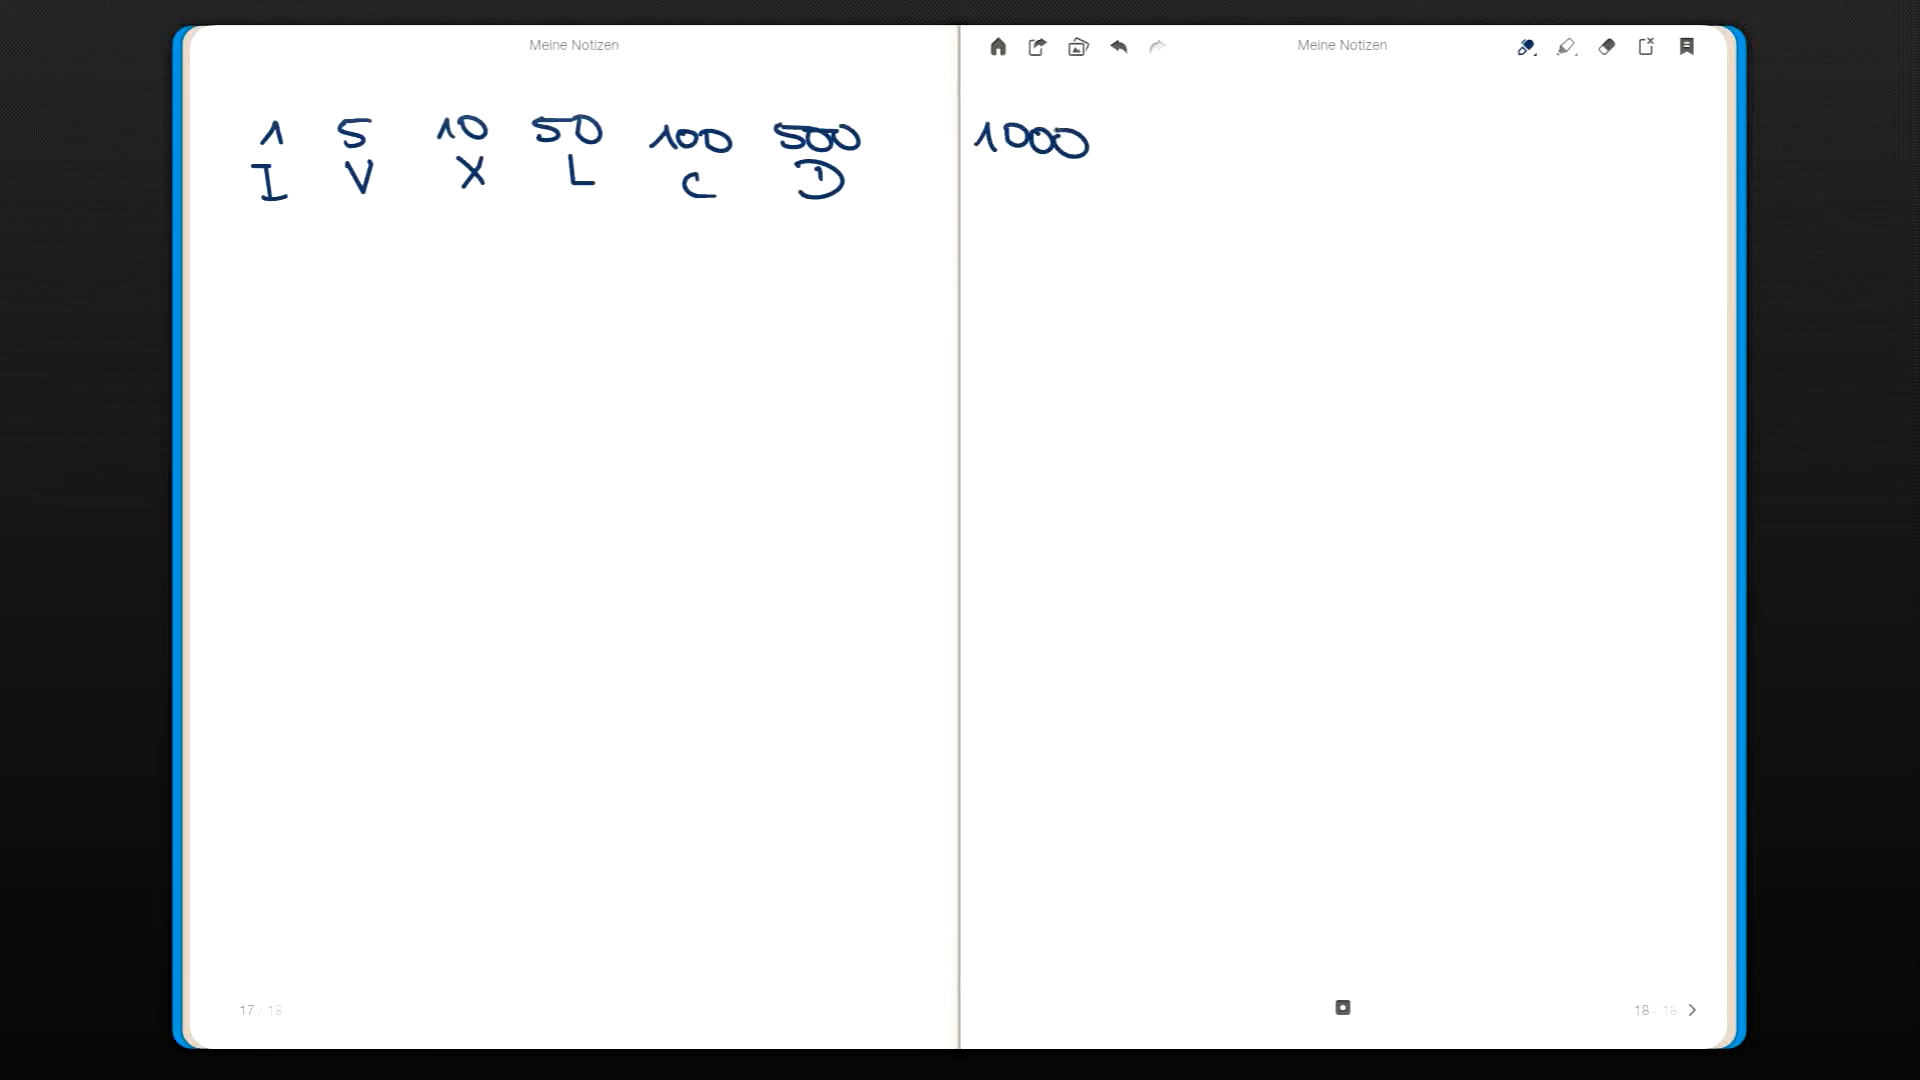 Meine Notizen
Meine Notizen
1 5 10 50 100 500 1000
I V X L C D
17 / 18
18 18